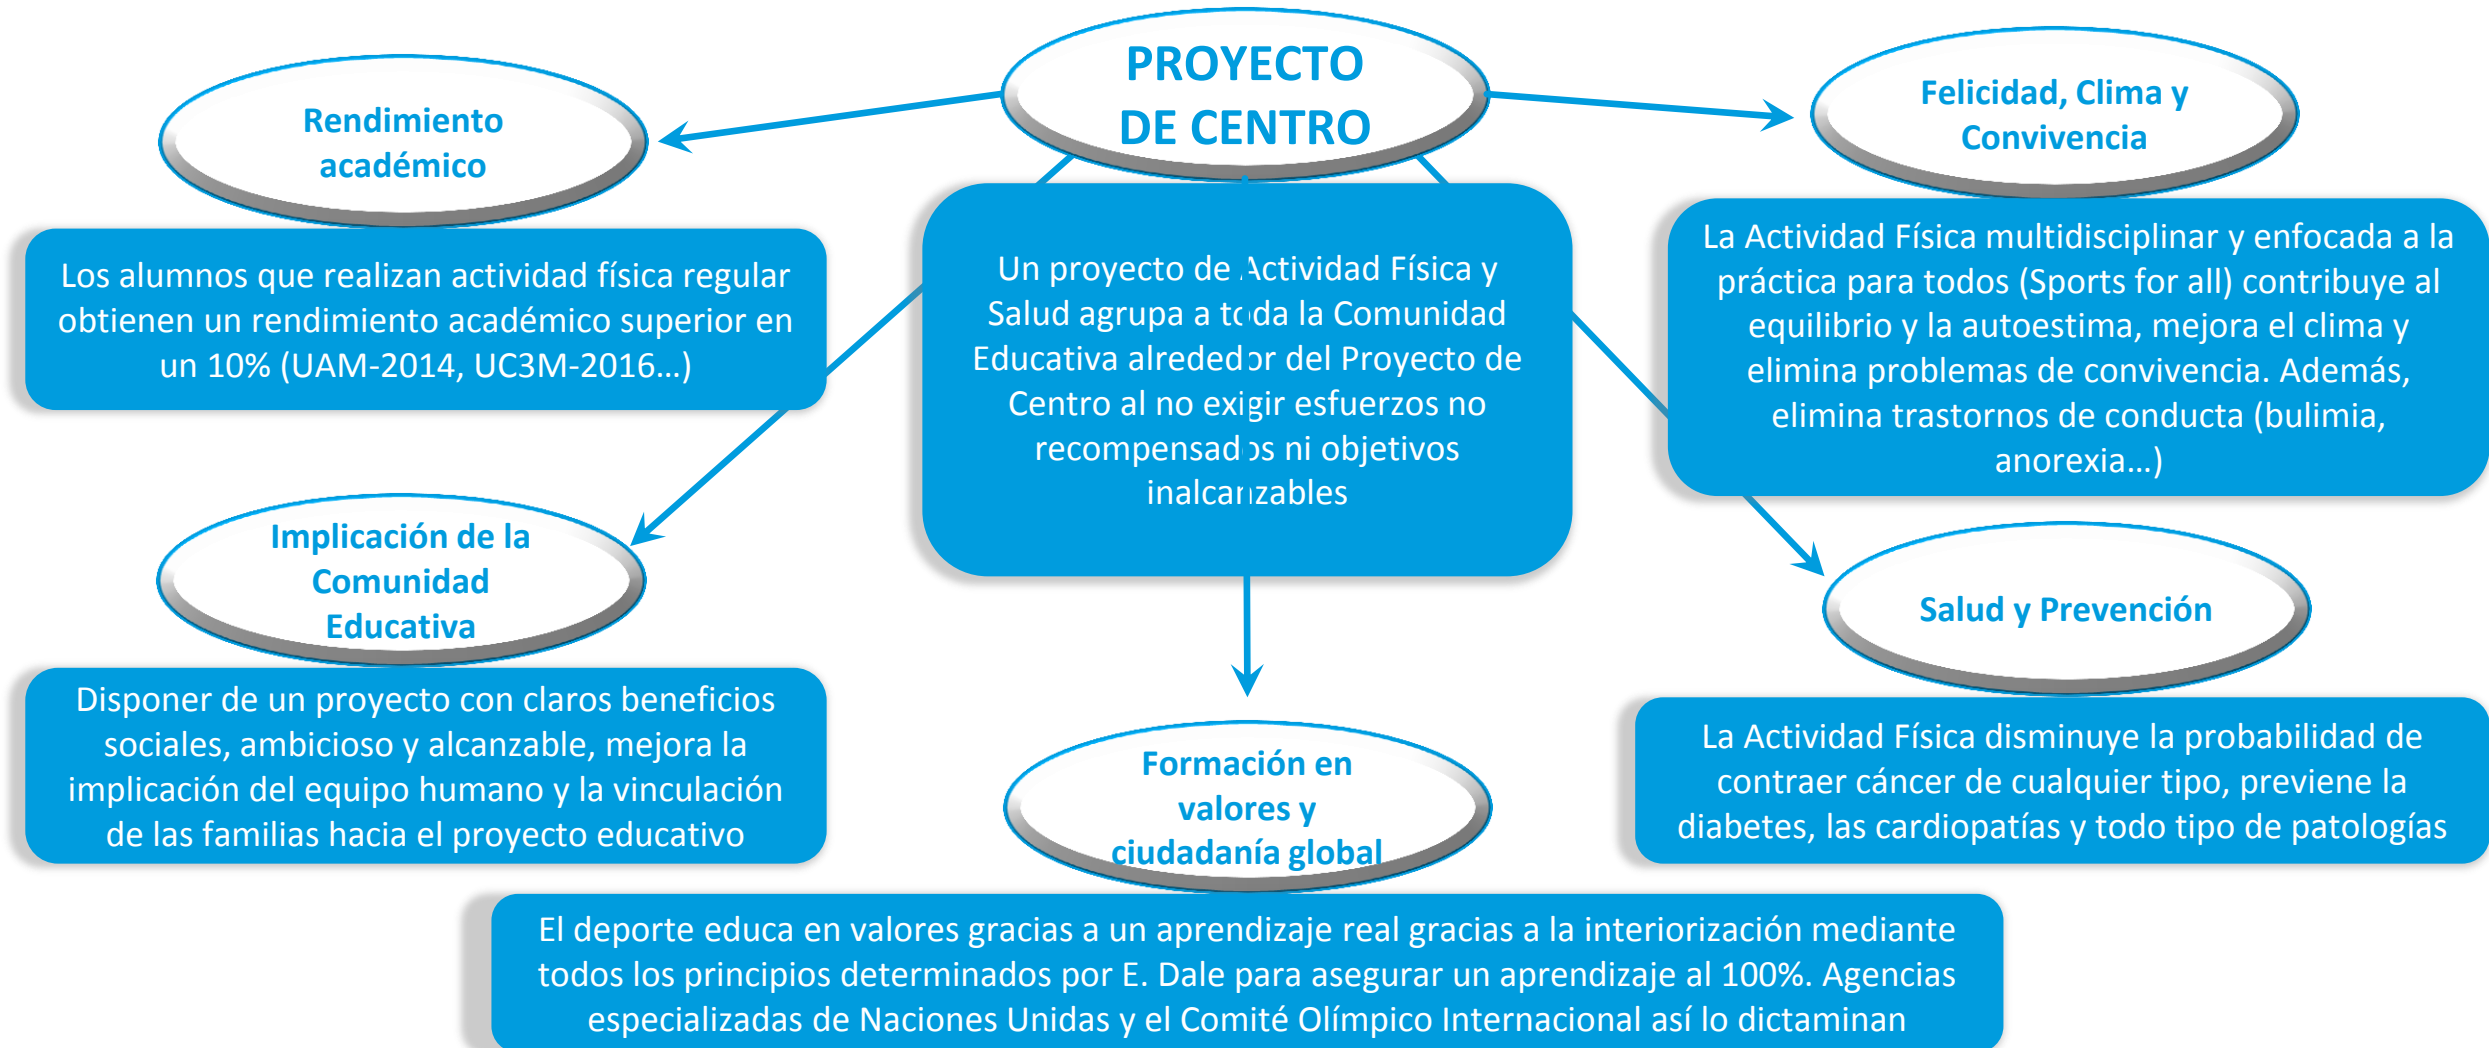 PROYECTO
DE CENTRO
Un proyecto de Actividad Física y
Salud agrupa a toda la Comunidad
Educativa alrededor del Proyecto de
Centro al no exigir esfuerzos no
recompensados ni objetivos
inalcanzables
Rendimiento
académico
Los alumnos que realizan actividad física regular
obtienen un rendimiento académico superior en
un 10% (UAM-2014, UC3M-2016...)
Felicidad, Clima y
Convivencia
La Actividad Física multidisciplinar y enfocada a la
práctica para todos (Sports for all) contribuye al
equilibrio y la autoestima, mejora el clima y
elimina problemas de convivencia. Además,
elimina trastornos de conducta (bulimia,
anorexia...)
Implicación de la
Comunidad
Educativa
Disponer de un proyecto con claros beneficios
sociales, ambicioso y alcanzable, mejora la
implicación del equipo humano y la vinculación
de las familias hacia el proyecto educativo
Salud y Prevención
La Actividad Física disminuye la probabilidad de
contraer cáncer de cualquier tipo, previene la
diabetes, las cardiopatías y todo tipo de patologías
Formación en
valores y
ciudadanía global
El deporte educa en valores gracias a un aprendizaje real gracias a la interiorización mediante
todos los principios determinados por E. Dale para asegurar un aprendizaje al 100%. Agencias
especializadas de Naciones Unidas y el Comité Olímpico Internacional así lo dictaminan